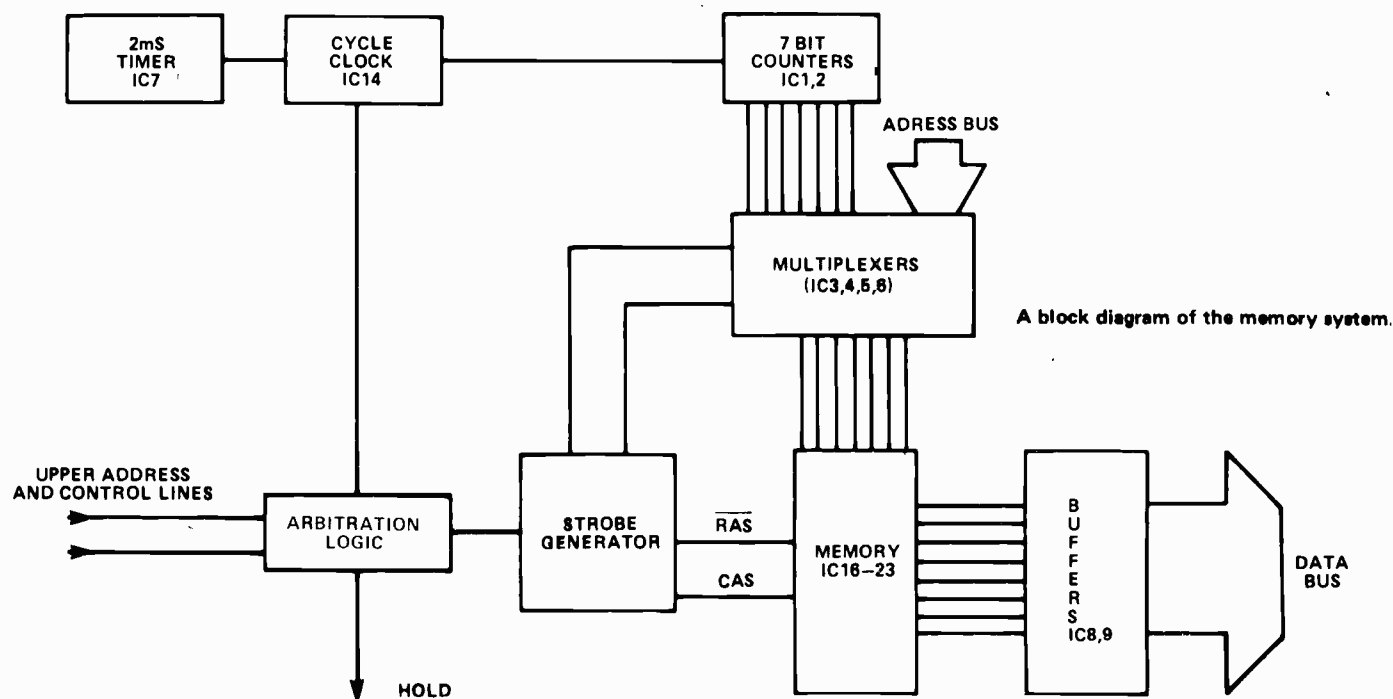 2mS
TIMER
IC7
CYCLE
CLOCK
IC14
7 BIT
COUNTERS
IC1,2
ADRESS BUS
MULTIPLEXERS
(IC3,4,5,6)
A block diagram of the memory system.
UPPER ADDRESS
AND CONTROL LINES
ARBITRATION
LOGIC
STROBE
GENERATOR
RAS
CAS
MEMORY
IC16–23
B
U
F
F
E
R
S
IC8,9
DATA
BUS
HOLD